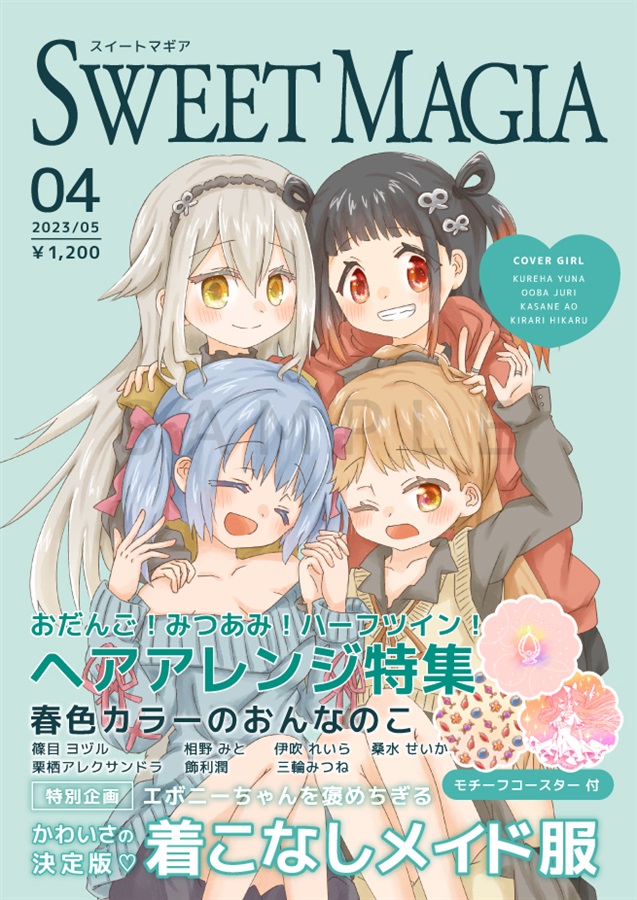 スイートマギア
SWEET MAGIA
04
2023/05
¥1,200
COVER GIRL
KUREHA YUNA
OOBA JURI
KASANE AO
KIRARI HIKARU
SAMPLE
おだんご!みつあみ!ハーフツイン!
ヘアアレンジ特集
春色カラーのおんなのこ
篠目 ヨヅル 相野 みと 伊吹 れいら 桑水 せいか
栗栖アレクサンドラ 飾利潤 三輪みつね
モチーフコースター 付
特別企画 エボニーちゃんを褒めちぎる
かわいさの
決定版♡
着こなしメイド服